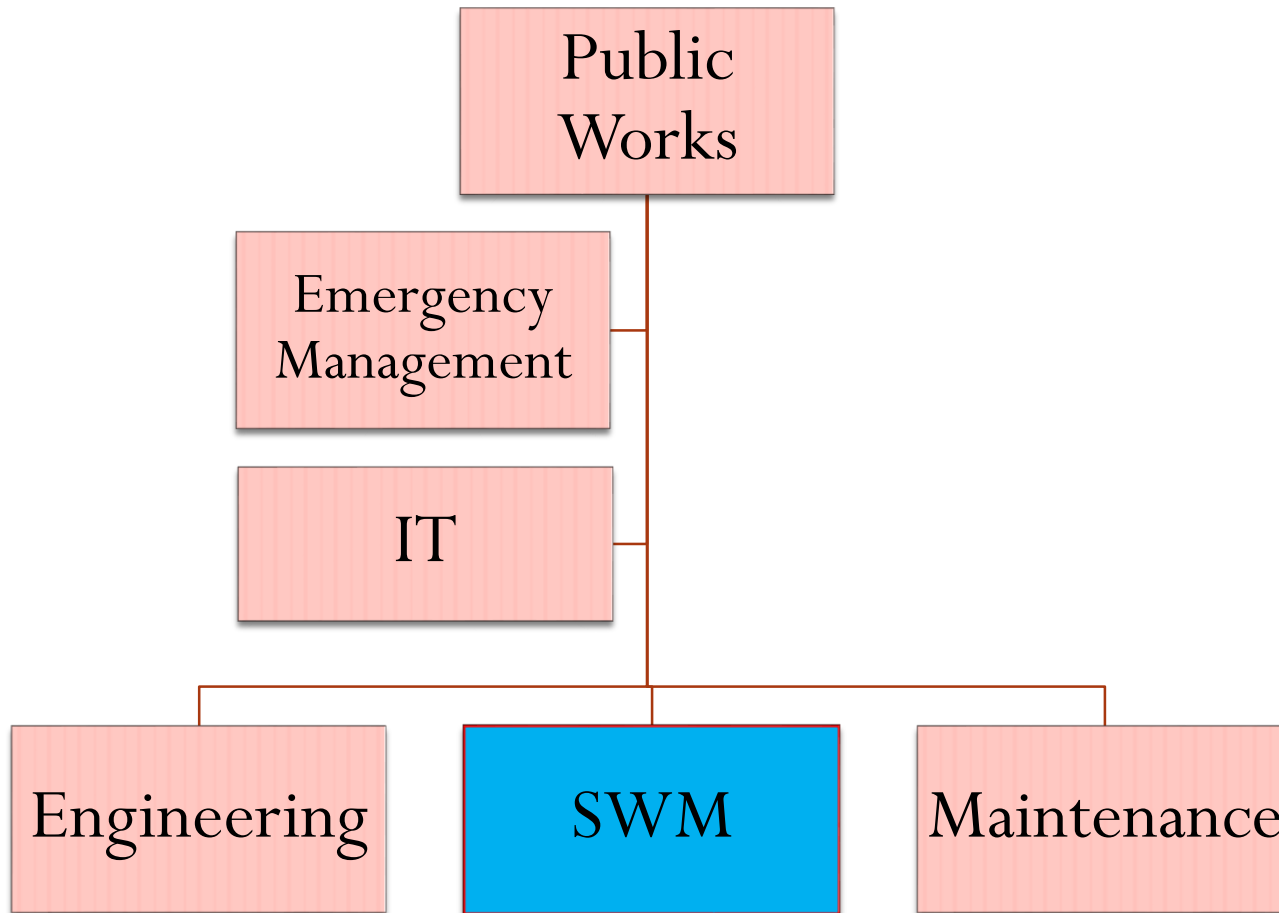 Public
Works
Emergency
Management
IT
Engineering
SWM
Maintenance